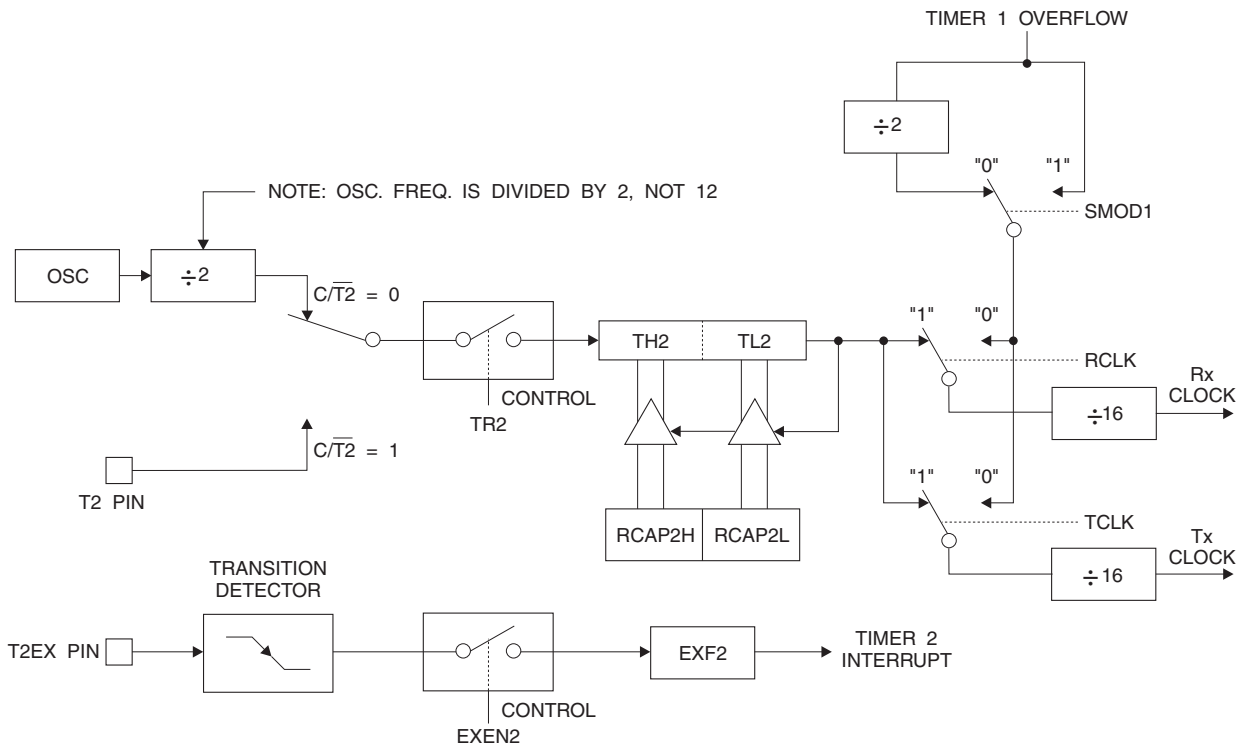 TIMER 1 OVERFLOW
÷2
"0" "1"
NOTE: OSC. FREQ. IS DIVIDED BY 2, NOT 12
SMOD1
OSC
÷2
C/T2̅ = 0
"1" "0"
TH2 TL2
RCLK
Rx
CLOCK
CONTROL
TR2
÷16
C/T2̅ = 1
T2 PIN
"1" "0"
RCAP2H RCAP2L
TCLK
Tx
CLOCK
÷16
TRANSITION
DETECTOR
T2EX PIN
EXF2
TIMER 2
INTERRUPT
CONTROL
EXEN2